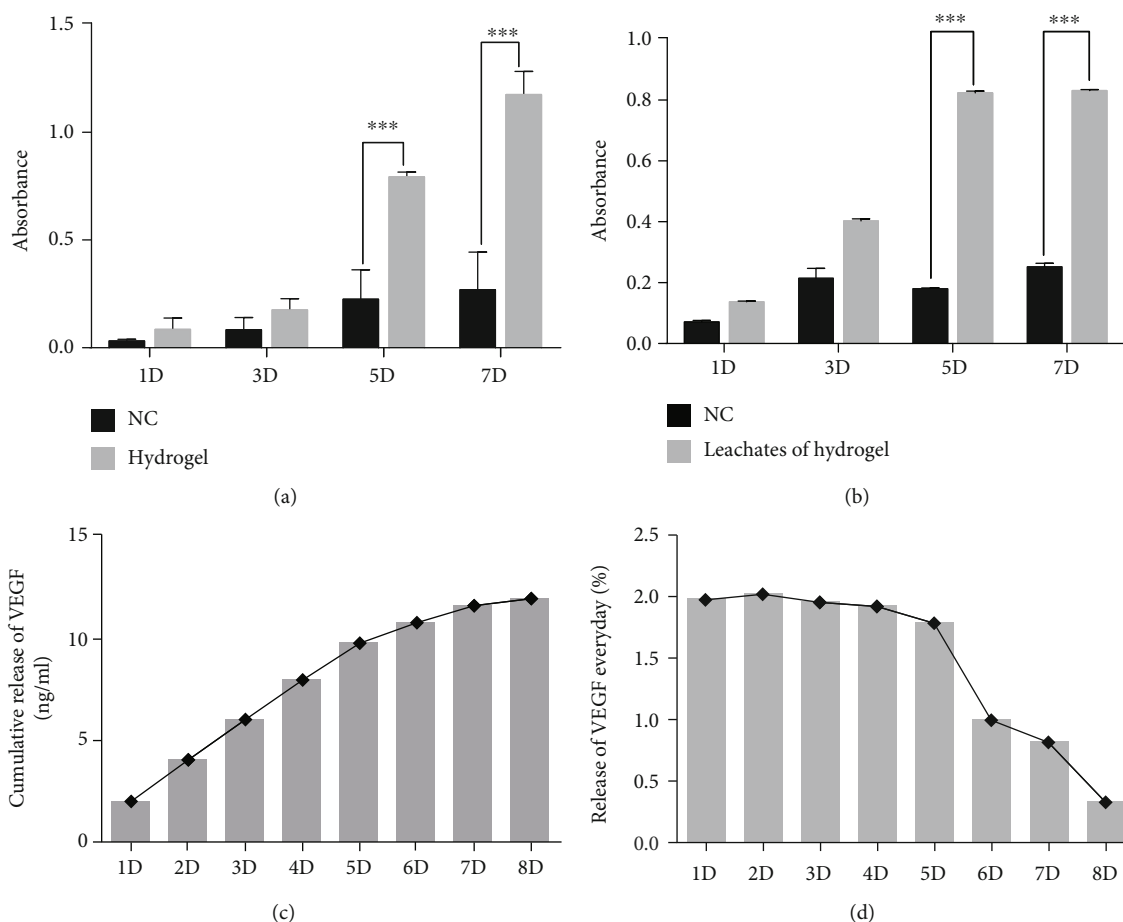 1.5
1.0
0.5
0.0
Absorbance
***
***
1D 3D 5D 7D
NC
Hydrogel
(a)
1.0
0.8
0.6
0.4
0.2
0.0
Absorbance
***
***
1D 3D 5D 7D
NC
Leachates of hydrogel
(b)
15
10
5
0
Cumulative release of VEGF
(ng/ml)
1D 2D 3D 4D 5D 6D 7D 8D
(c)
2.5
2.0
1.5
1.0
0.5
0.0
Release of VEGF everyday (%)
1D 2D 3D 4D 5D 6D 7D 8D
(d)